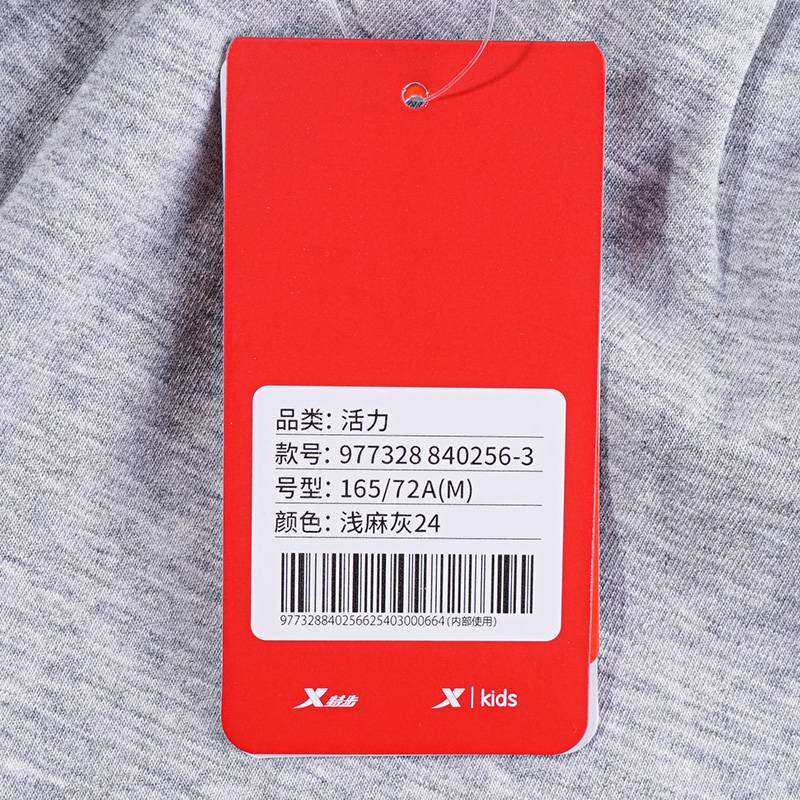 品类: 活力
款号: 977328 840256-3
号型: 165/72A(M)
颜色: 浅麻灰24
977328840256625403000664 (内部使用)
X 特步 X | kids